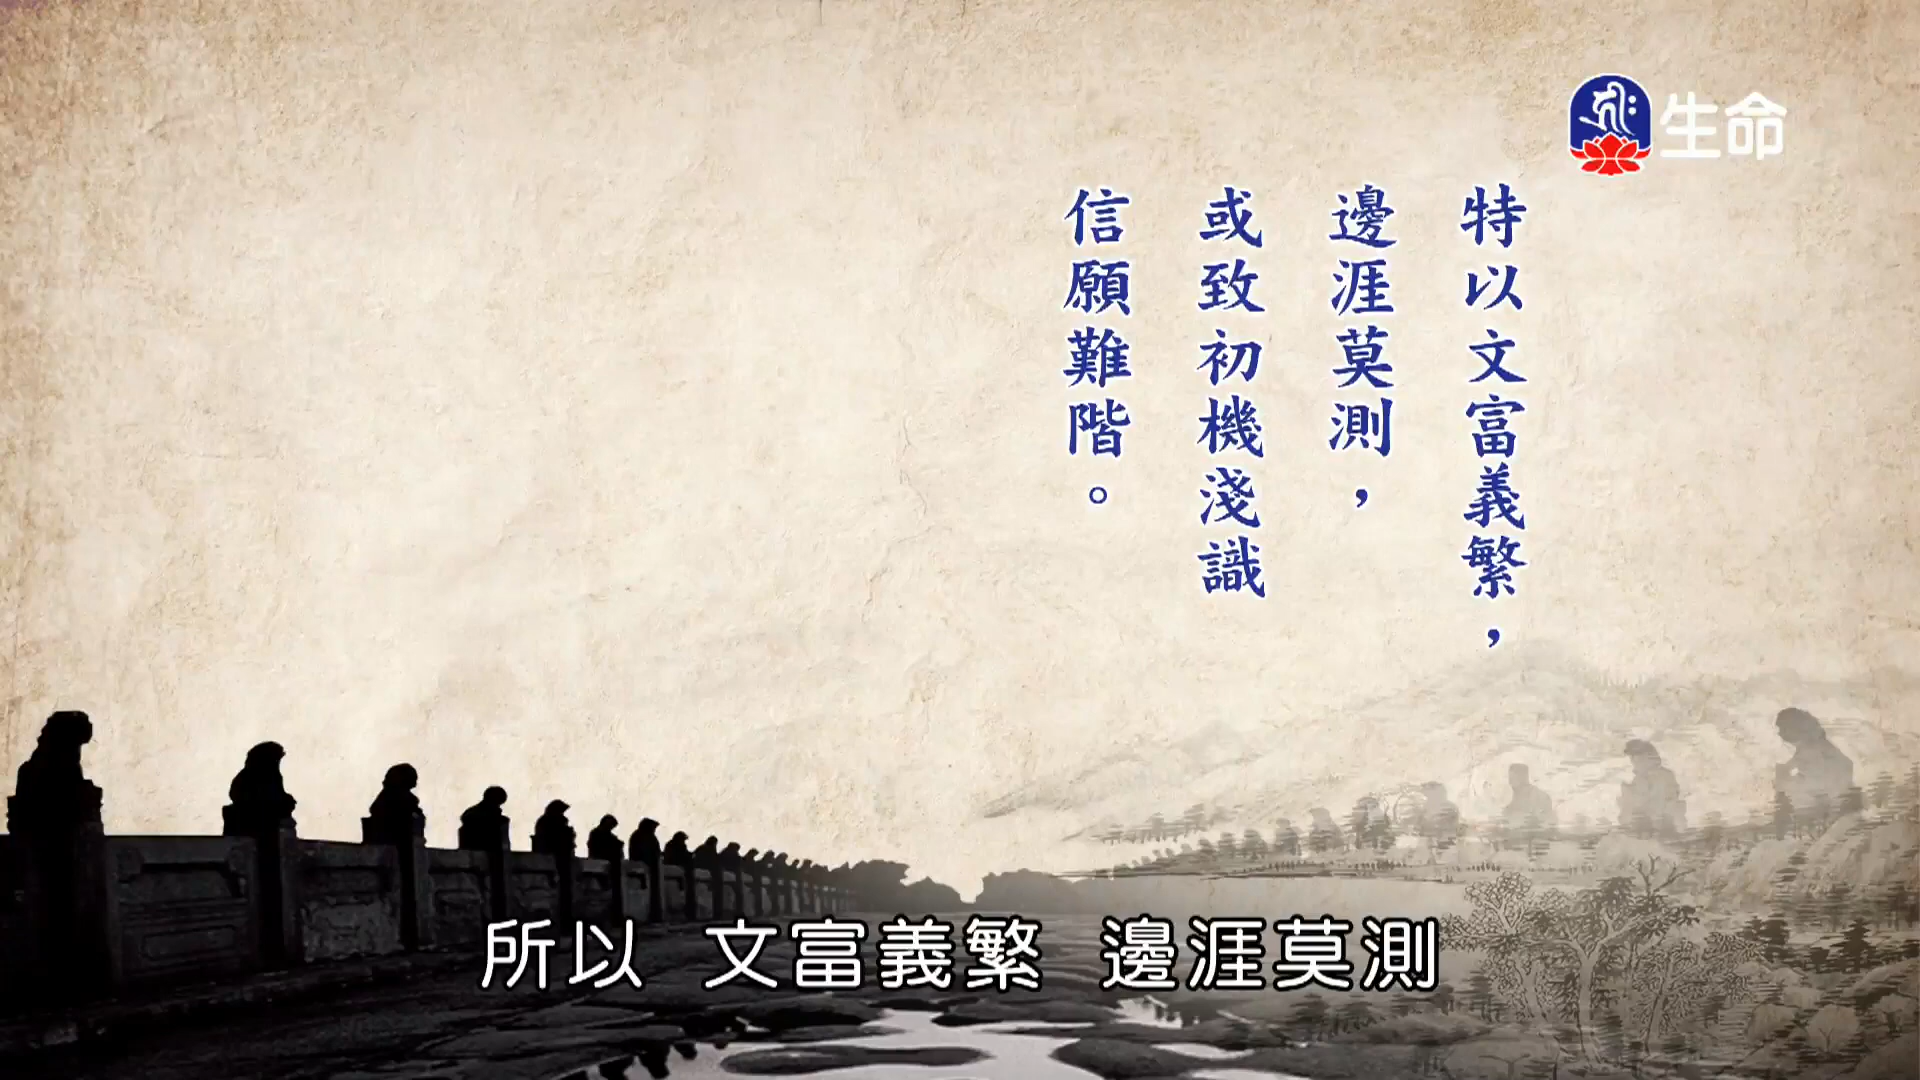 生命
特以文富義繁，
邊涯莫測，
或致初機淺識
信願難階。
所以 文富義繁 邊涯莫測